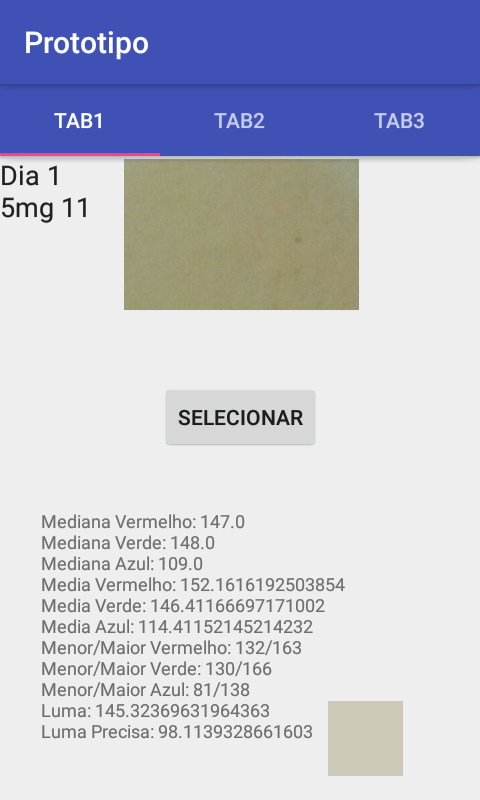 Prototipo
TAB1 TAB2 TAB3
Dia 1
5mg 11
SELECIONAR
Mediana Vermelho: 147.0
Mediana Verde: 148.0
Mediana Azul: 109.0
Media Vermelho: 152.1616192503854
Media Verde: 146.41166697171002
Media Azul: 114.41152145214232
Menor/Maior Vermelho: 132/163
Menor/Maior Verde: 130/166
Menor/Maior Azul: 81/138
Luma: 145.32369631964363
Luma Precisa: 98.1139328661603